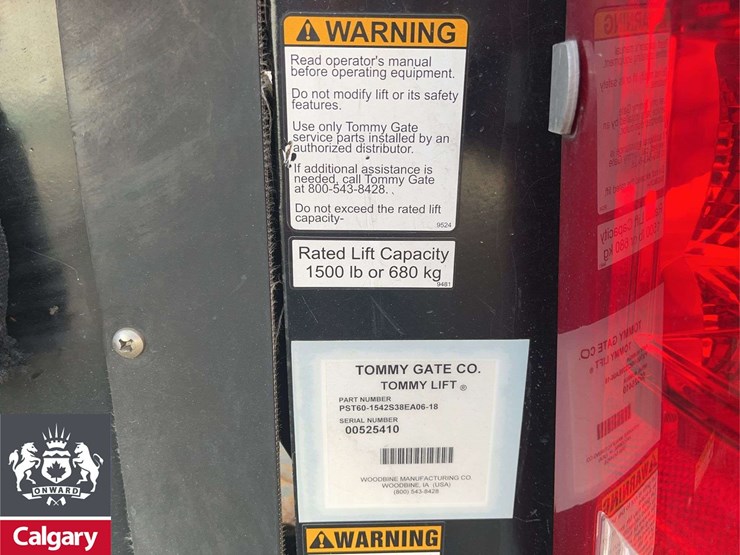 WARNING
Read operator's manual
before operating equipment.
Do not modify lift or its safety
features.
Use only Tommy Gate
service parts installed by an
authorized distributor.
If additional assistance is
needed, call Tommy Gate
at 800-543-8428.
Do not exceed the rated lift
capacity-
9524
Rated Lift Capacity
1500 lb or 680 kg
9481
TOMMY GATE CO.
TOMMY LIFT ®
PART NUMBER
PST60-1542S38EA06-18
SERIAL NUMBER
00525410
WOODBINE MANUFACTURING CO.
WOODBINE, IA (USA)
(800) 543-8428
WARNING
ONWARD
Calgary